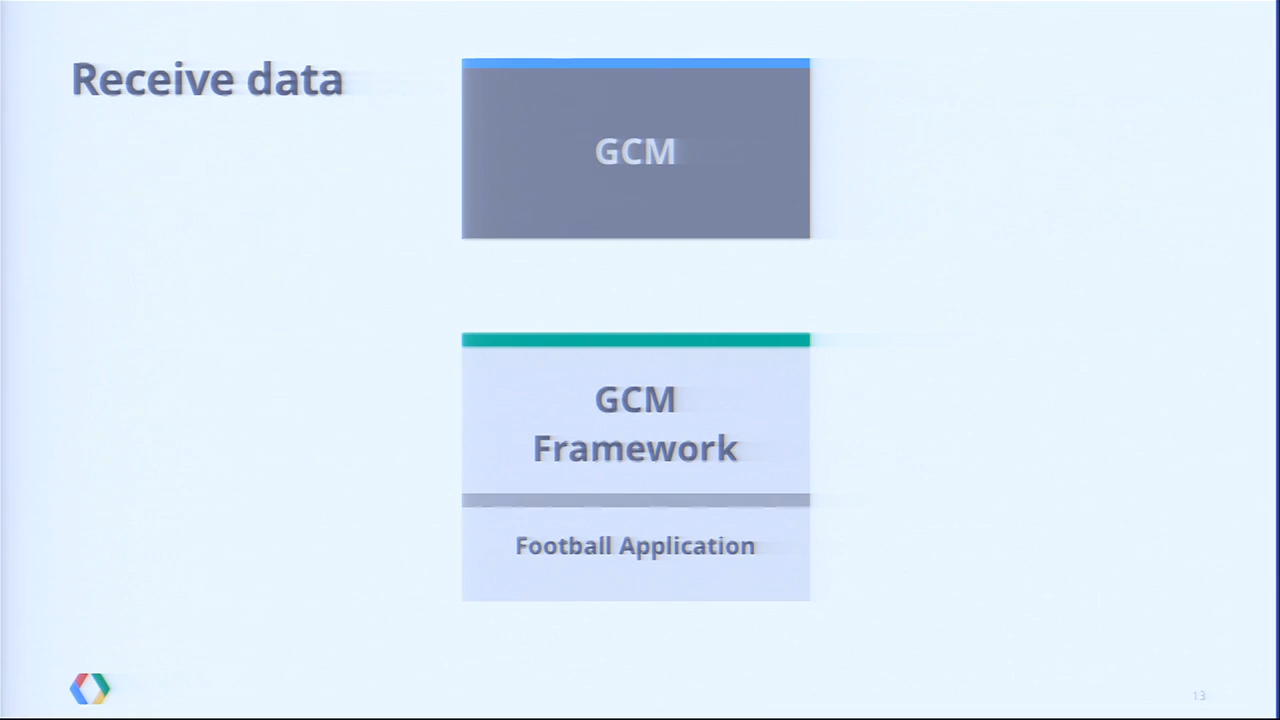 Receive data
GCM
GCM
Framework
Football Application
13